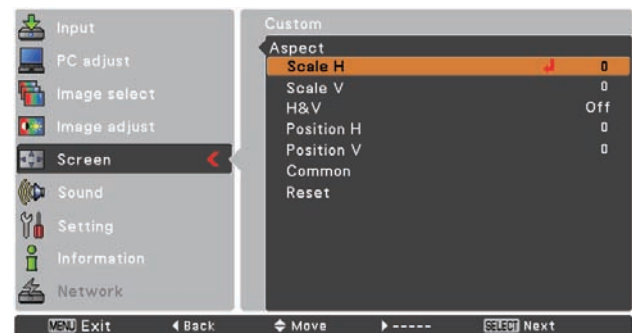 Input
PC adjust
Image select
Image adjust
Screen
Sound
Setting
Information
Network
Custom
Aspect
Scale H 0
Scale V 0
H&V Off
Position H 0
Position V 0
Common
Reset
MENU Exit Back Move ----- SELECT Next